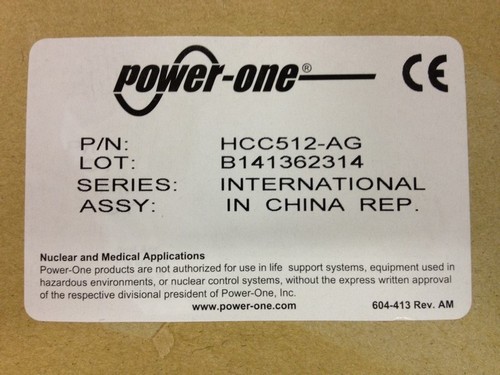 power-one®
CE
P/N: HCC512-AG
LOT: B141362314
SERIES: INTERNATIONAL
ASSY: IN CHINA REP.
Nuclear and Medical Applications
Power-One products are not authorized for use in life support systems, equipment used in
hazardous environments, or nuclear control systems, without the express written approval
of the respective divisional president of Power-One, Inc.
www.power-one.com 604-413 Rev. AM